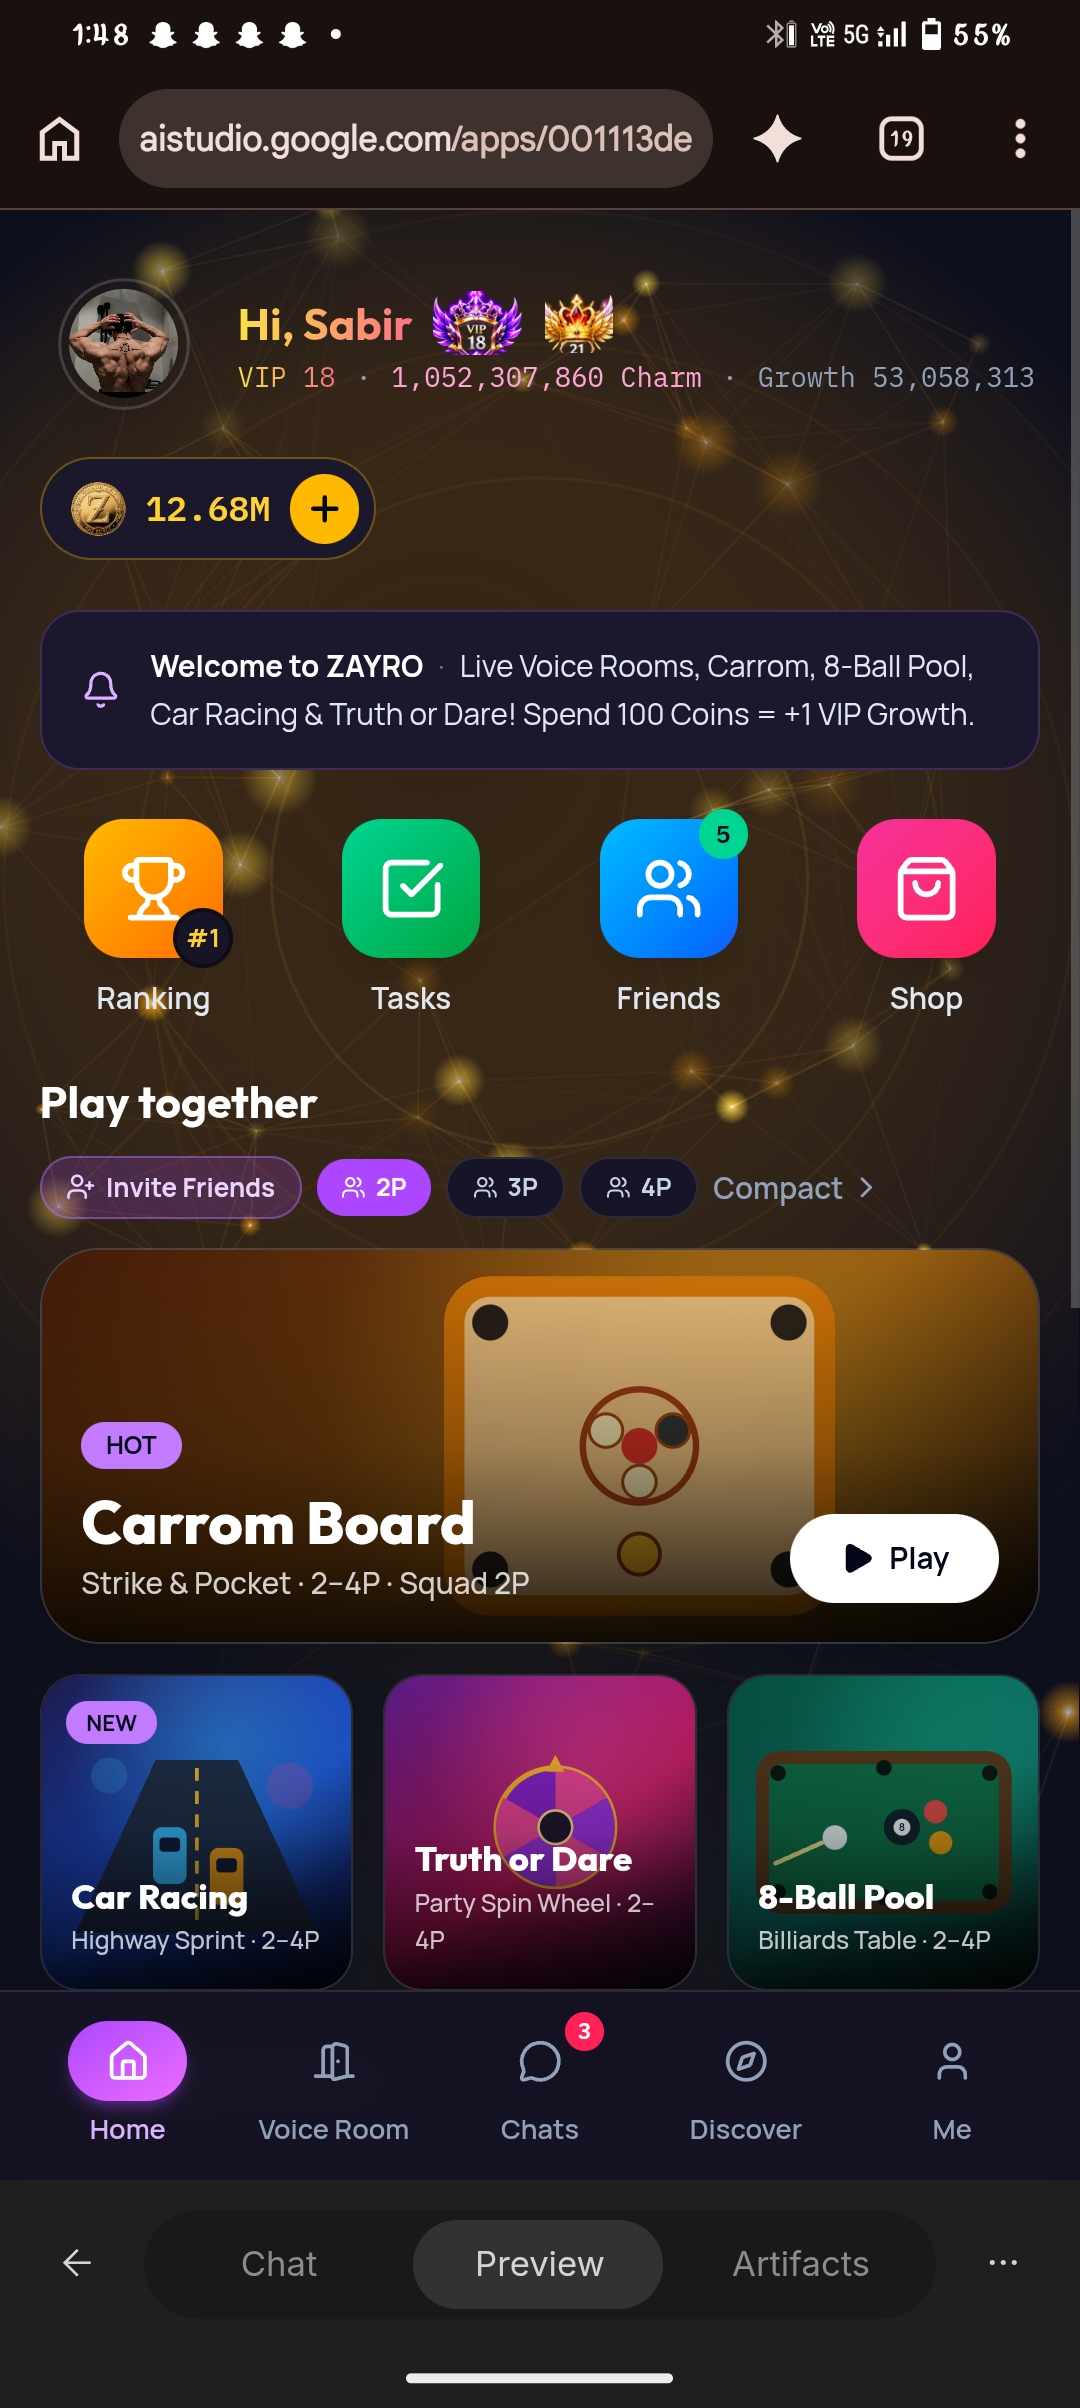 1:48
Vo)) LTE 5G 55%
aistudio.google.com/apps/001113de
19
Hi, Sabir VIP 18 21
VIP 18 · 1,052,307,860 Charm · Growth 53,058,313
Z 12.68M +
Welcome to ZAYRO · Live Voice Rooms, Carrom, 8-Ball Pool,
Car Racing & Truth or Dare! Spend 100 Coins = +1 VIP Growth.
#1
5
Ranking Tasks Friends Shop
Play together
Invite Friends 2P 3P 4P Compact >
HOT
Carrom Board
Strike & Pocket · 2-4P · Squad 2P
Play
NEW
Car Racing
Highway Sprint · 2-4P
Truth or Dare
Party Spin Wheel · 2-
4P
8
8-Ball Pool
Billiards Table · 2-4P
3
Home Voice Room Chats Discover Me
Chat Preview Artifacts